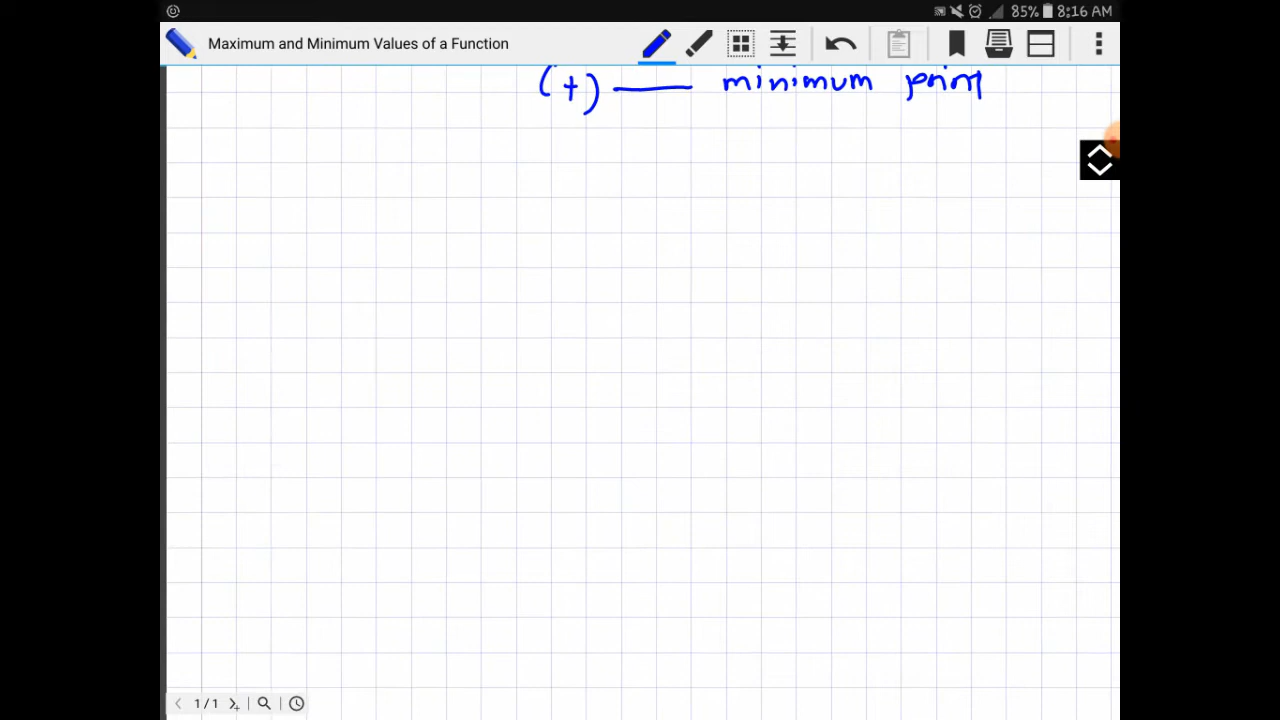 85% 8:16 AM
Maximum and Minimum Values of a Function
(+) —— minimum point
1/1